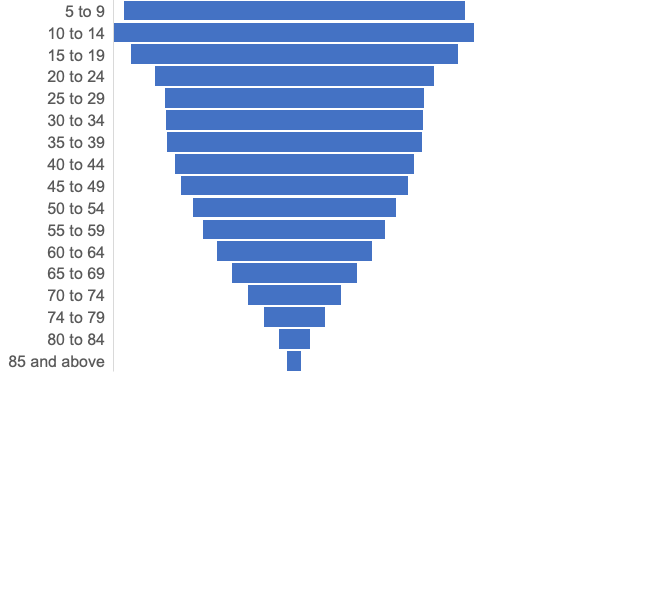 5 to 9
10 to 14
15 to 19
20 to 24
25 to 29
30 to 34
35 to 39
40 to 44
45 to 49
50 to 54
55 to 59
60 to 64
65 to 69
70 to 74
74 to 79
80 to 84
85 and above